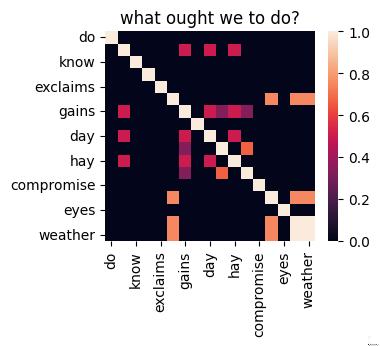 what ought we to do?
do
know
exclaims
gains
day
hay
compromise
eyes
weather
do
know
exclaims
gains
day
hay
compromise
eyes
weather
1.0
0.8
0.6
0.4
0.2
0.0